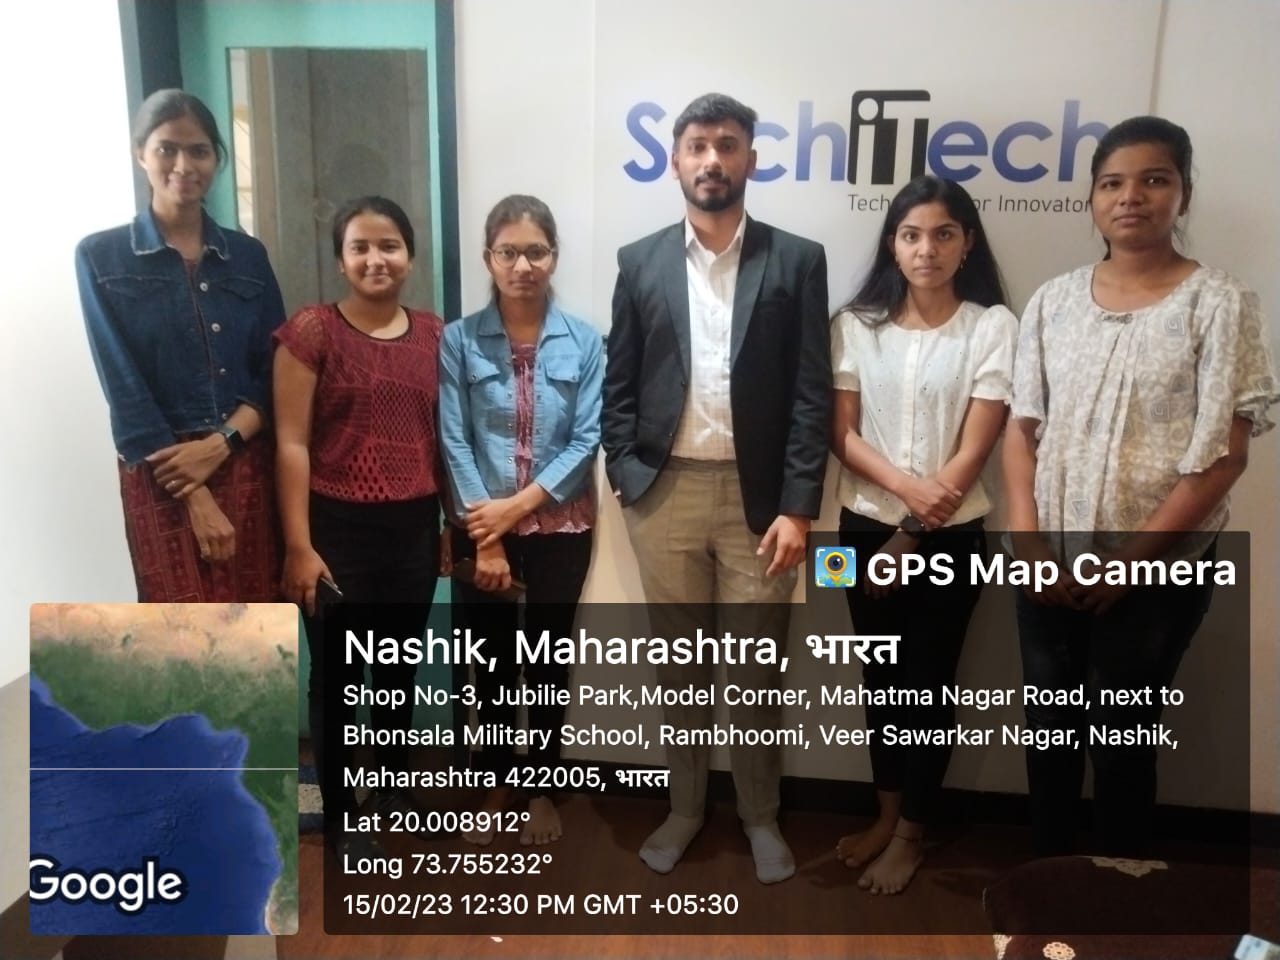 Tech
GPS Map Camera
Nashik, Maharashtra, भारत
Shop No-3, Jubilie Park,Model Corner, Mahatma Nagar Road, next to
Bhonsala Military School, Rambhoomi, Veer Sawarkar Nagar, Nashik,
Maharashtra 422005, भारत
Lat 20.008912°
Long 73.755232°
15/02/23 12:30 PM GMT +05:30
Google